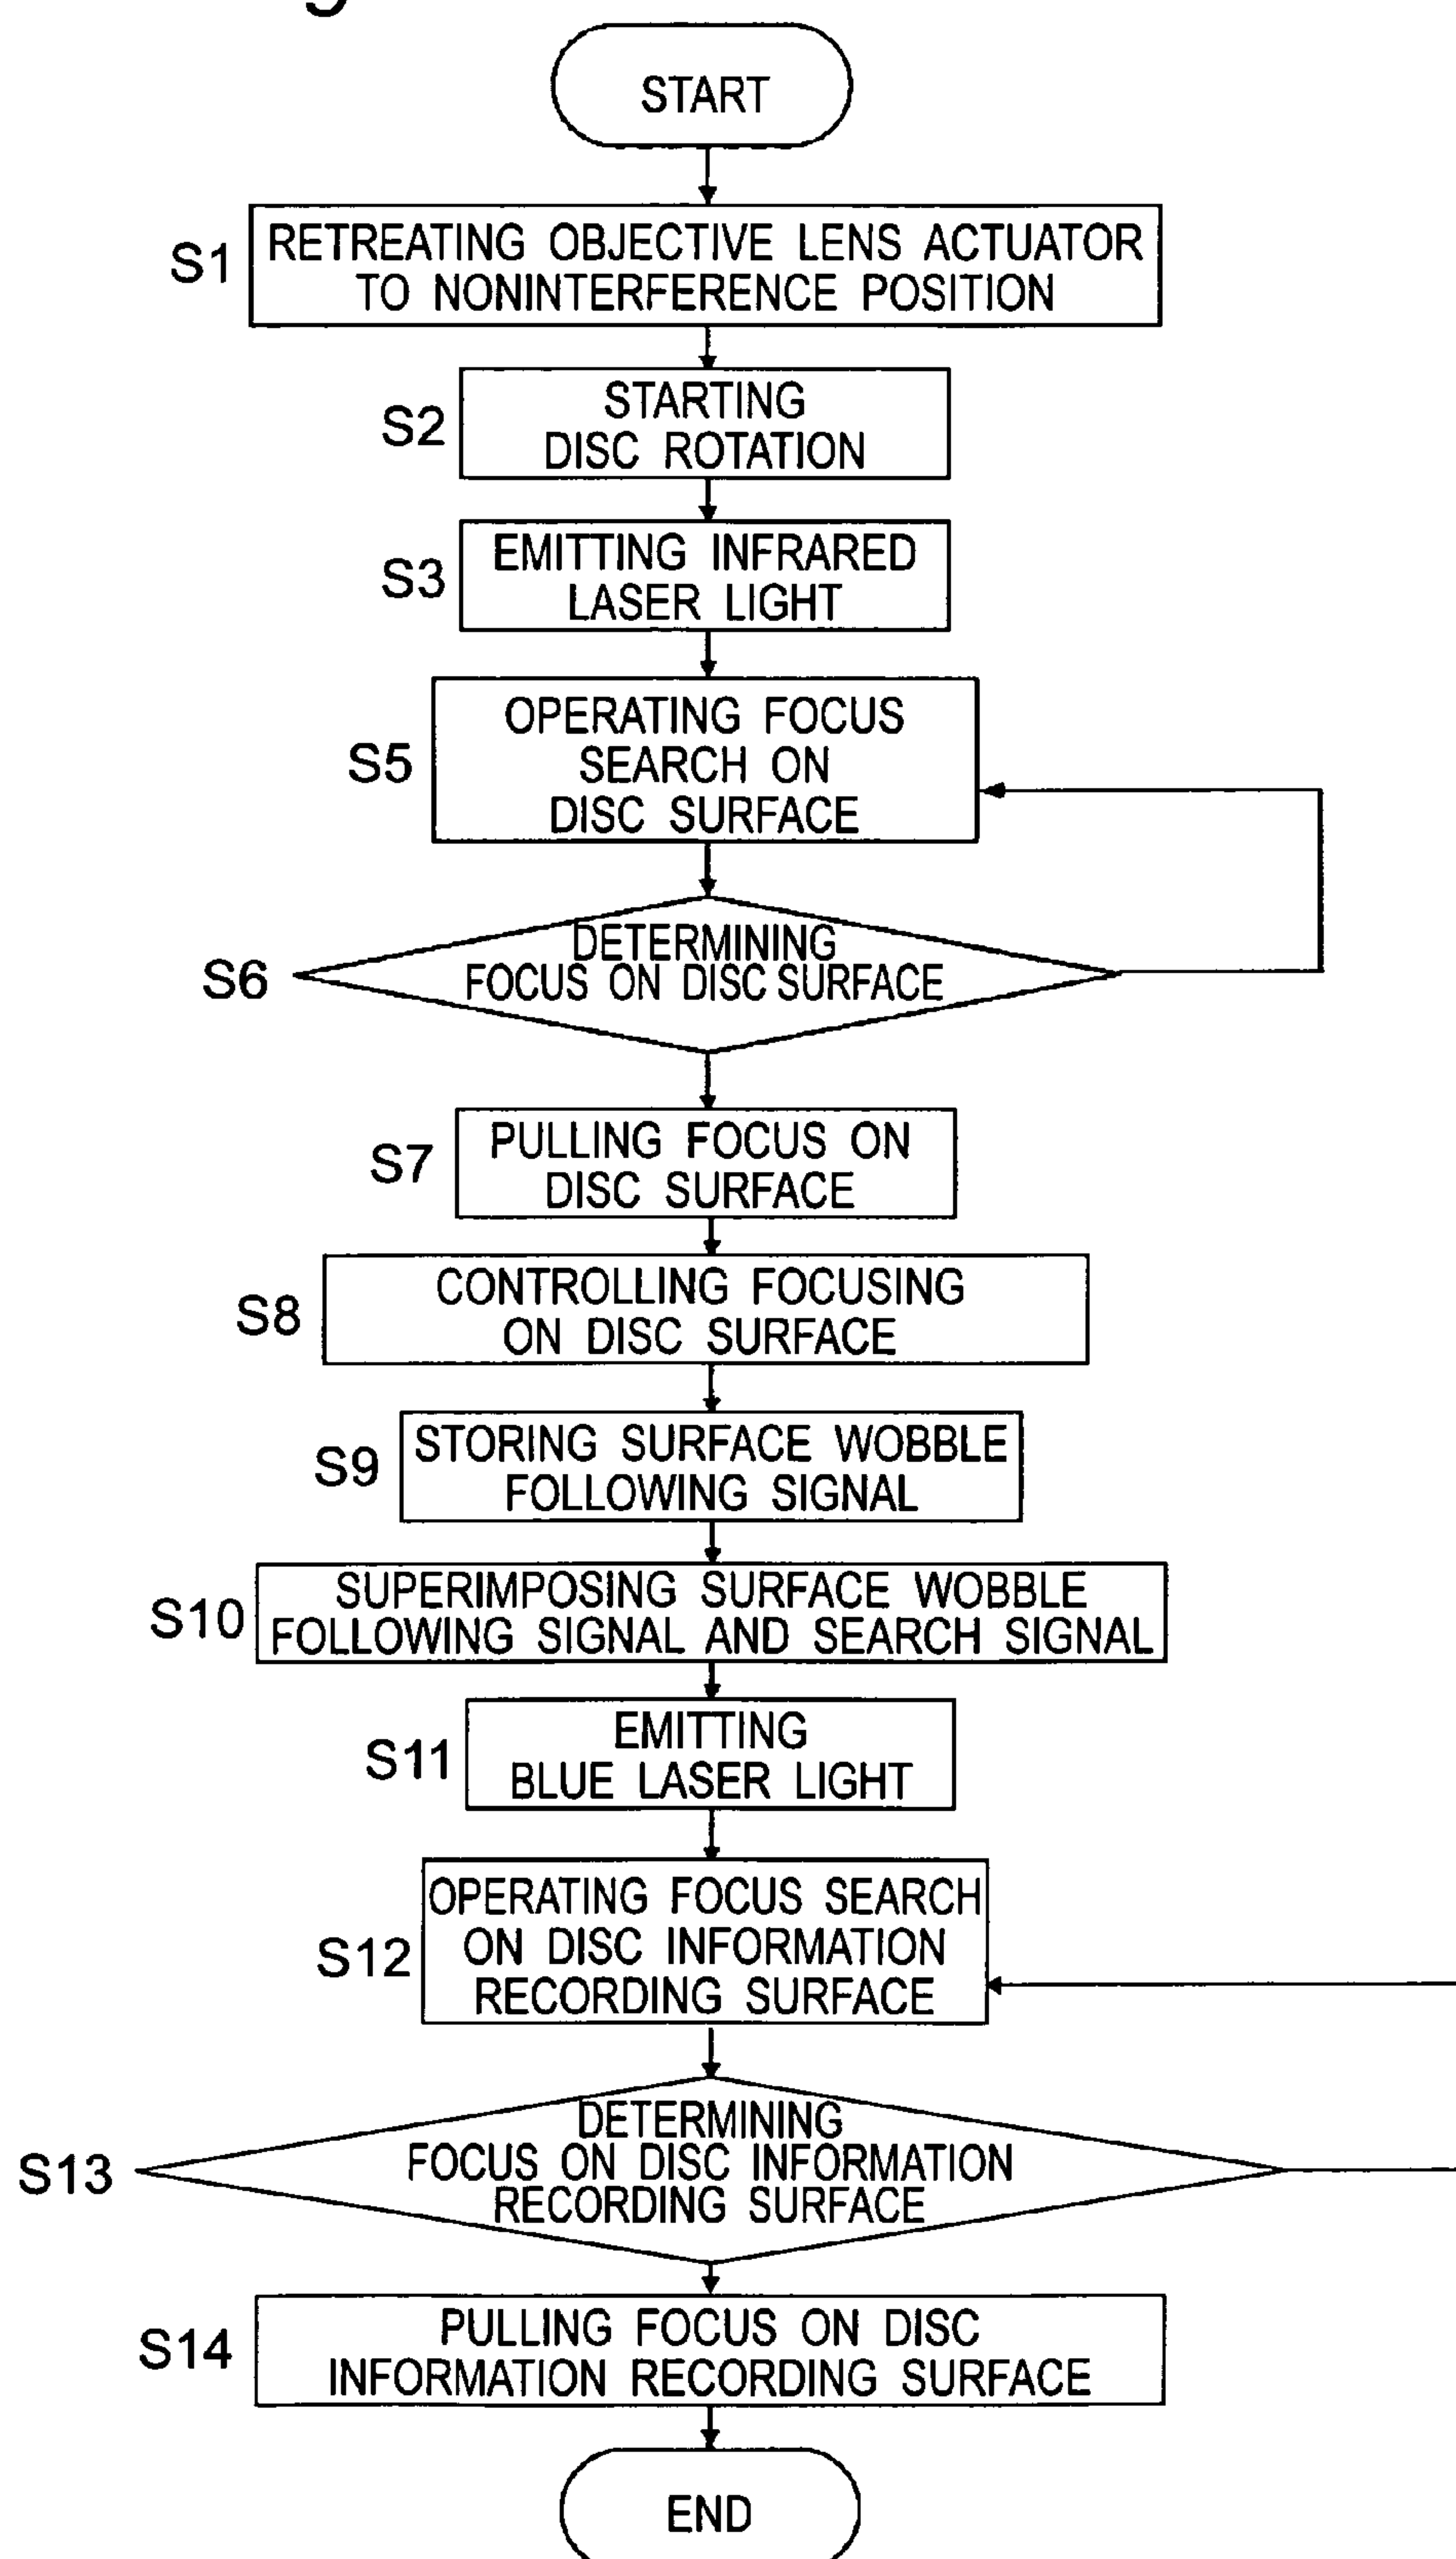 START
S1
RETREATING OBJECTIVE LENS ACTUATOR
TO NONINTERFERENCE POSITION
S2
STARTING
DISC ROTATION
S3
EMITTING INFRARED
LASER LIGHT
S5
OPERATING FOCUS
SEARCH ON
DISC SURFACE
S6
DETERMINING
FOCUS ON DISC SURFACE
S7
PULLING FOCUS ON
DISC SURFACE
S8
CONTROLLING FOCUSING
ON DISC SURFACE
S9
STORING SURFACE WOBBLE
FOLLOWING SIGNAL
S10
SUPERIMPOSING SURFACE WOBBLE
FOLLOWING SIGNAL AND SEARCH SIGNAL
S11
EMITTING
BLUE LASER LIGHT
S12
OPERATING FOCUS SEARCH
ON DISC INFORMATION
RECORDING SURFACE
S13
DETERMINING
FOCUS ON DISC INFORMATION
RECORDING SURFACE
S14
PULLING FOCUS ON DISC
INFORMATION RECORDING SURFACE
END